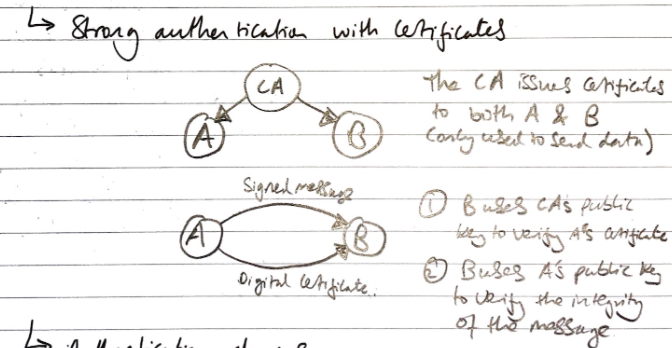 ↳ Strong authentication with certificates
CA
A
B
The CA issues certificates
to both A & B
(only used to send data)
Signed message
A
B
Digital Certificate.
① B uses CA's public
key to verify A's certificate
② B uses A's public key
to verify the integrity
of the message
↳ Authentication